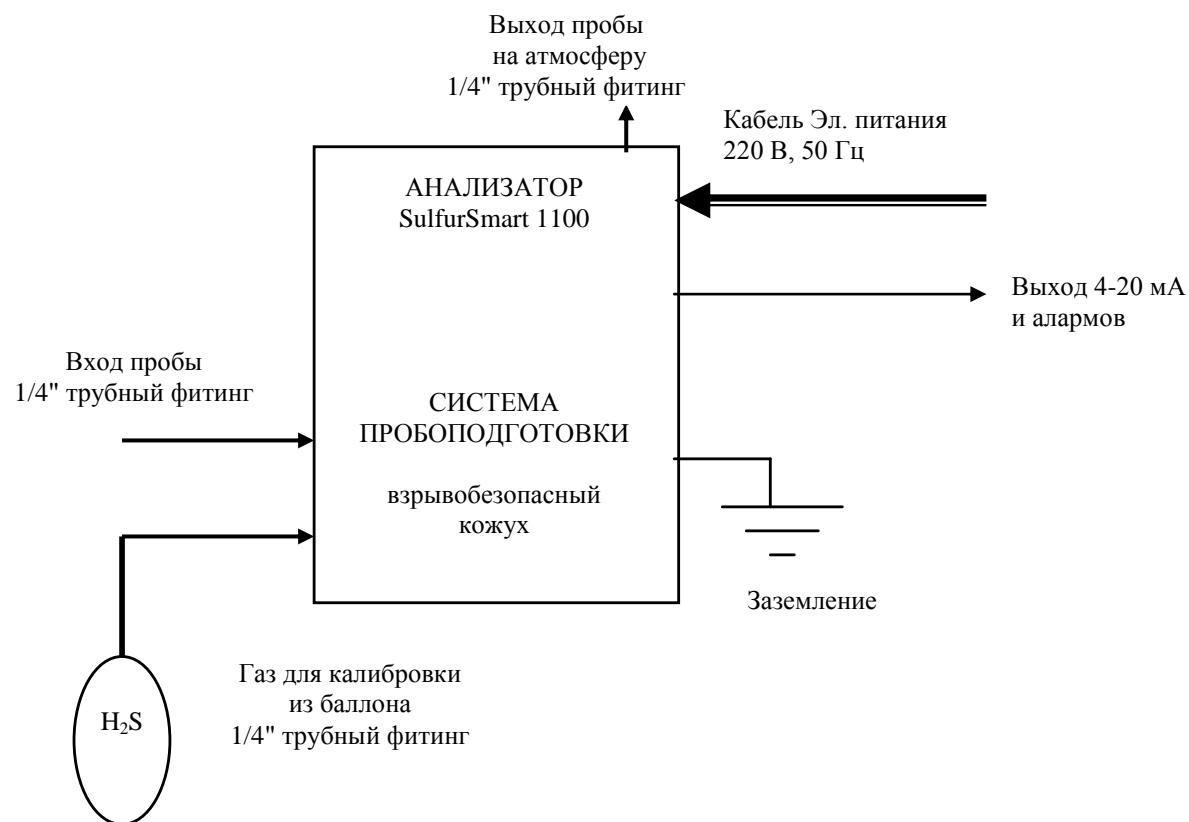 Выход пробы
на атмосферу
1/4" трубный фитинг
Кабель Эл. питания
220 В, 50 Гц
АНАЛИЗАТОР
SulfurSmart 1100
Выход 4-20 мА
и алармов
Вход пробы
1/4" трубный фитинг
СИСТЕМА
ПРОБОПОДГОТОВКИ
взрывобезопасный
кожух
Заземление
Газ для калибровки
из баллона
1/4" трубный фитинг
H₂S